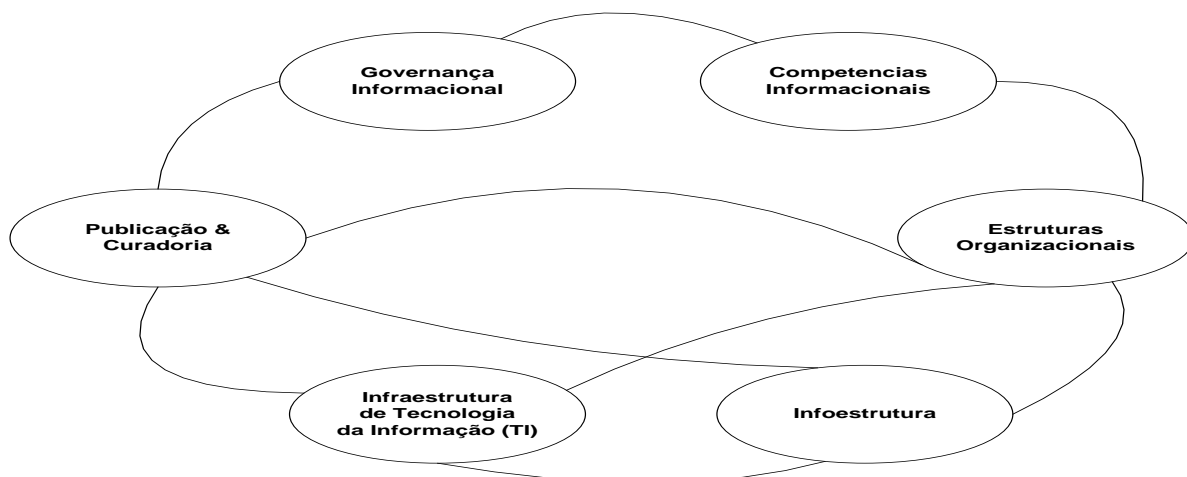 Governança
Informacional
Competencias
Informacionais
Publicação &
Curadoria
Estruturas
Organizacionais
Infraestrutura
de Tecnologia
da Informação (TI)
Infoestrutura